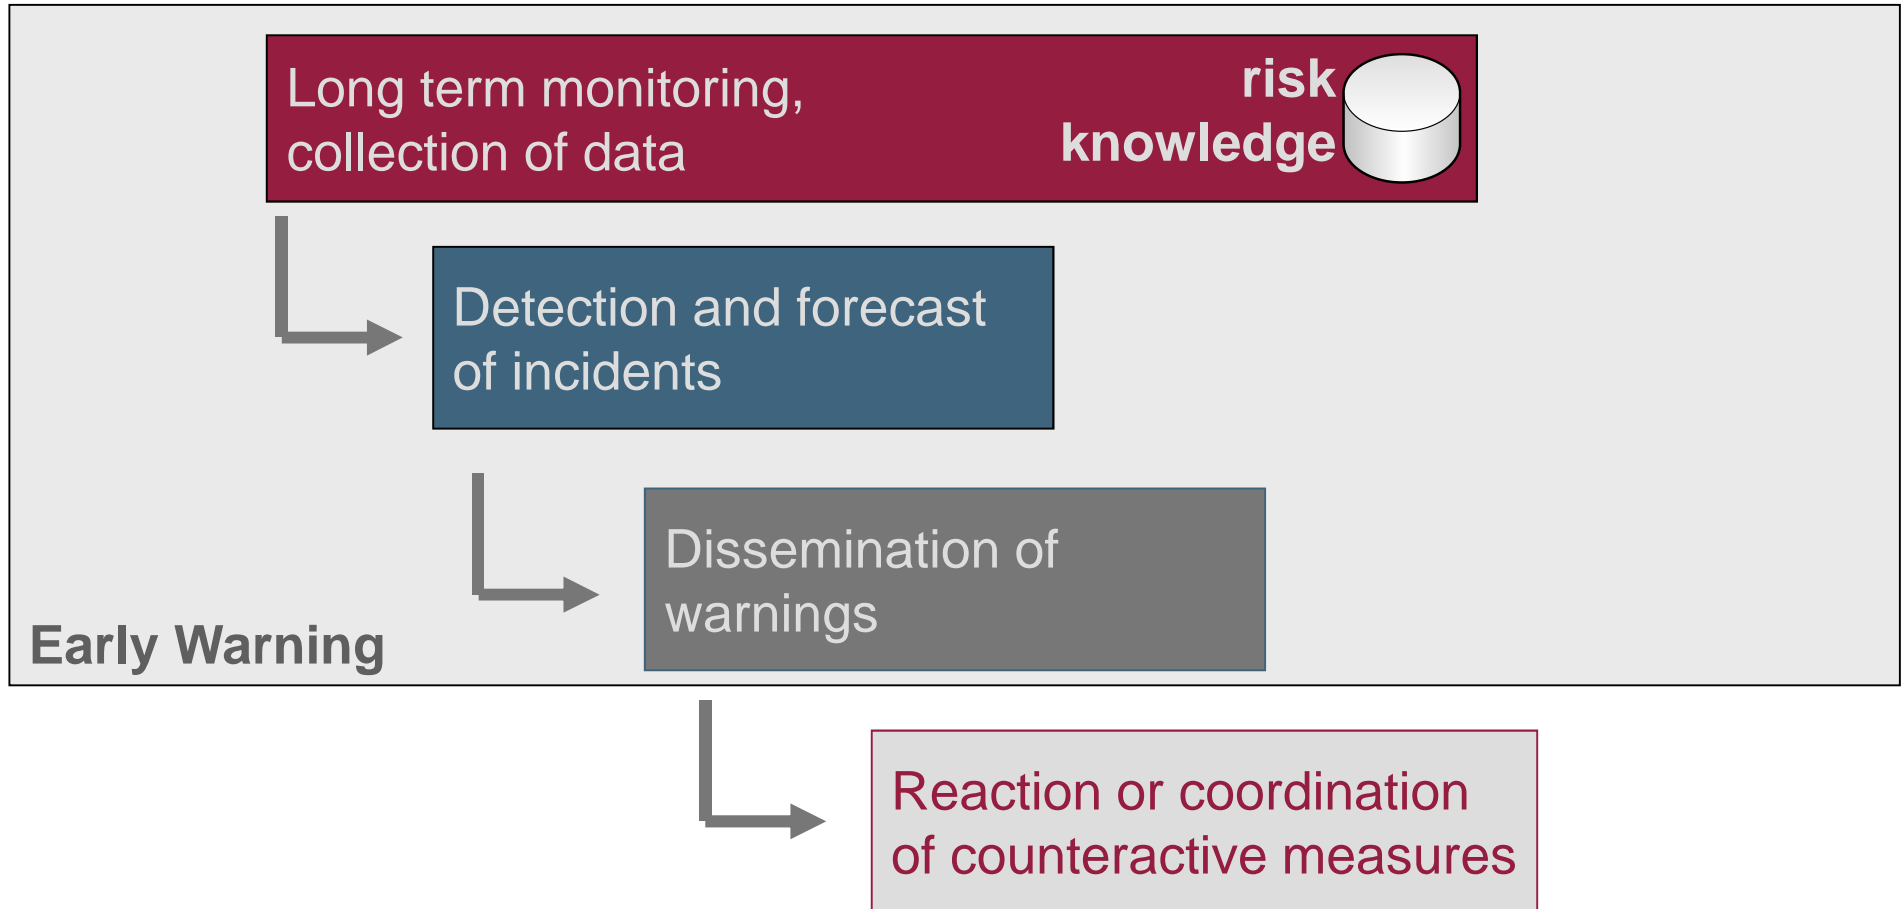 Long term monitoring,
collection of data
risk
knowledge
Detection and forecast
of incidents
Dissemination of
warnings
Early Warning
Reaction or coordination
of counteractive measures